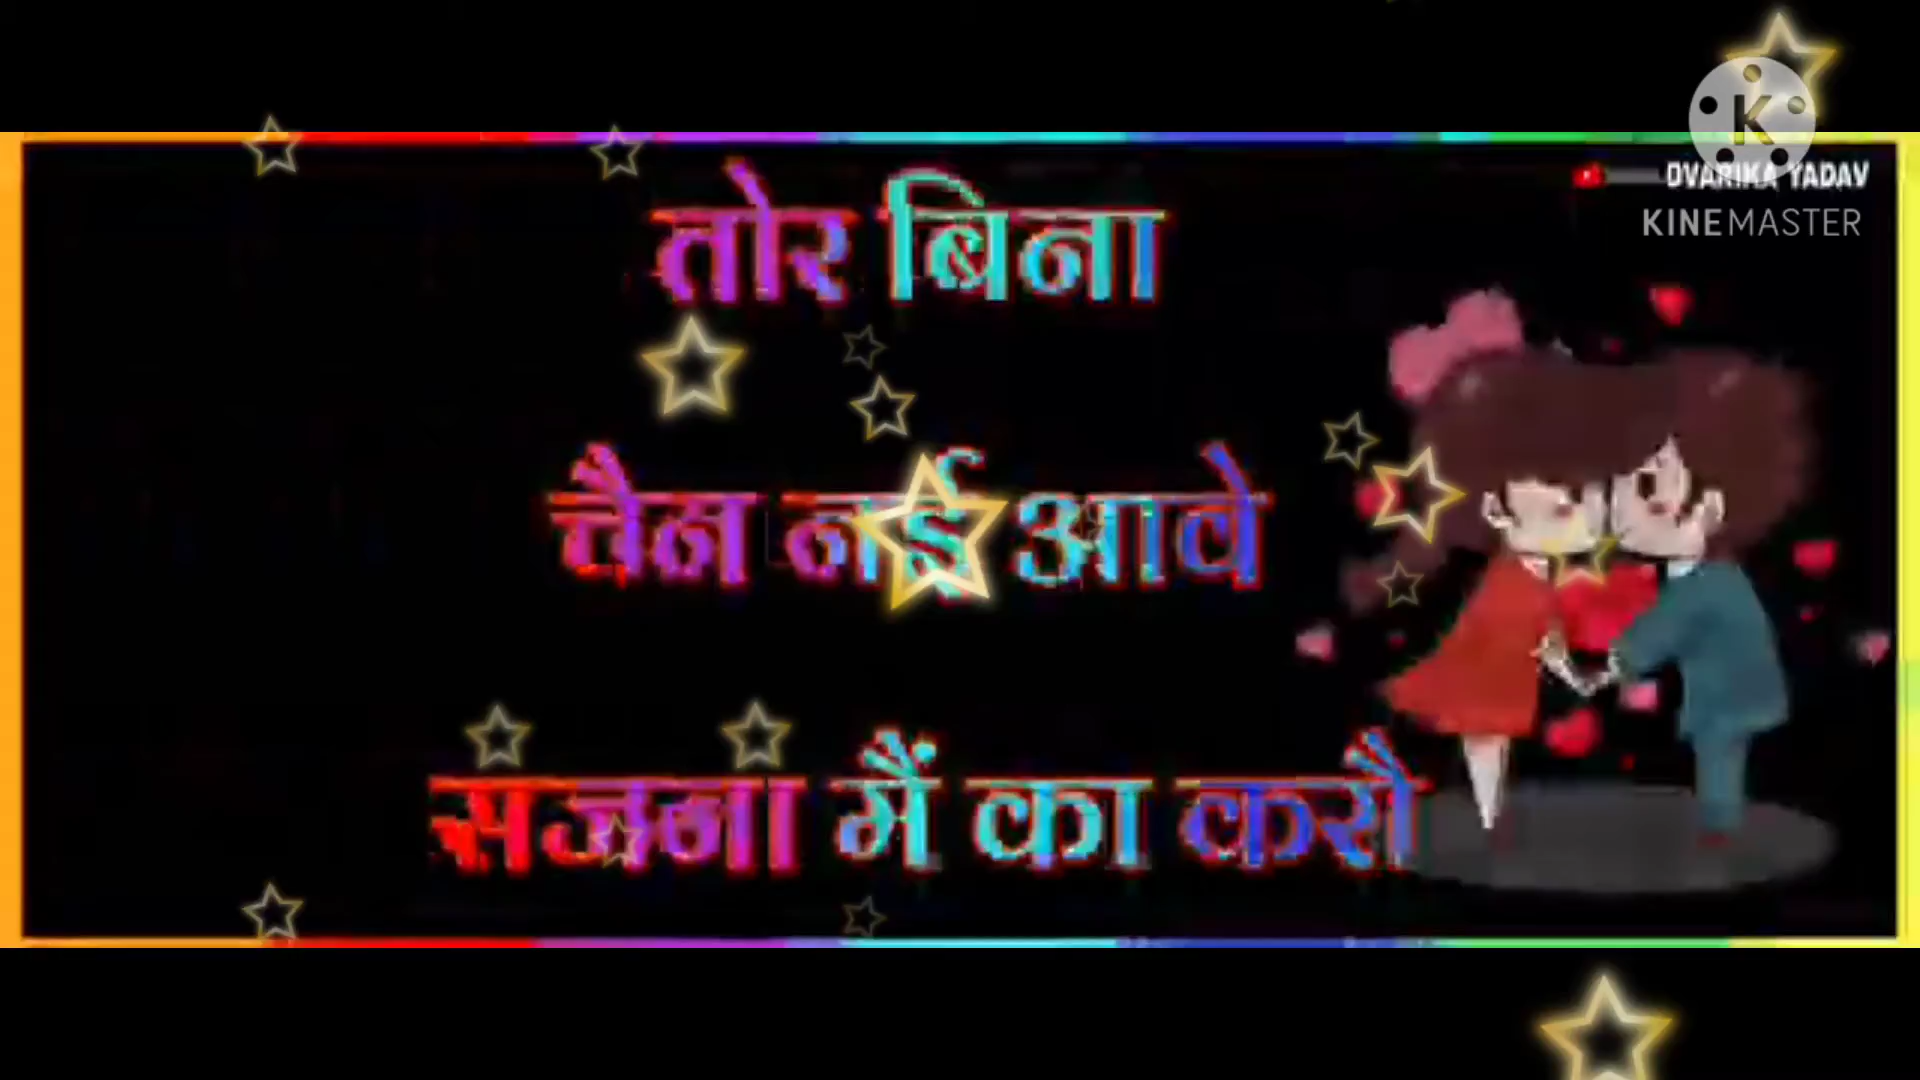 DVARIKA YADAV
KINEMASTER
तोर बिना
चैन नई आवे
सजना मैं का करौ